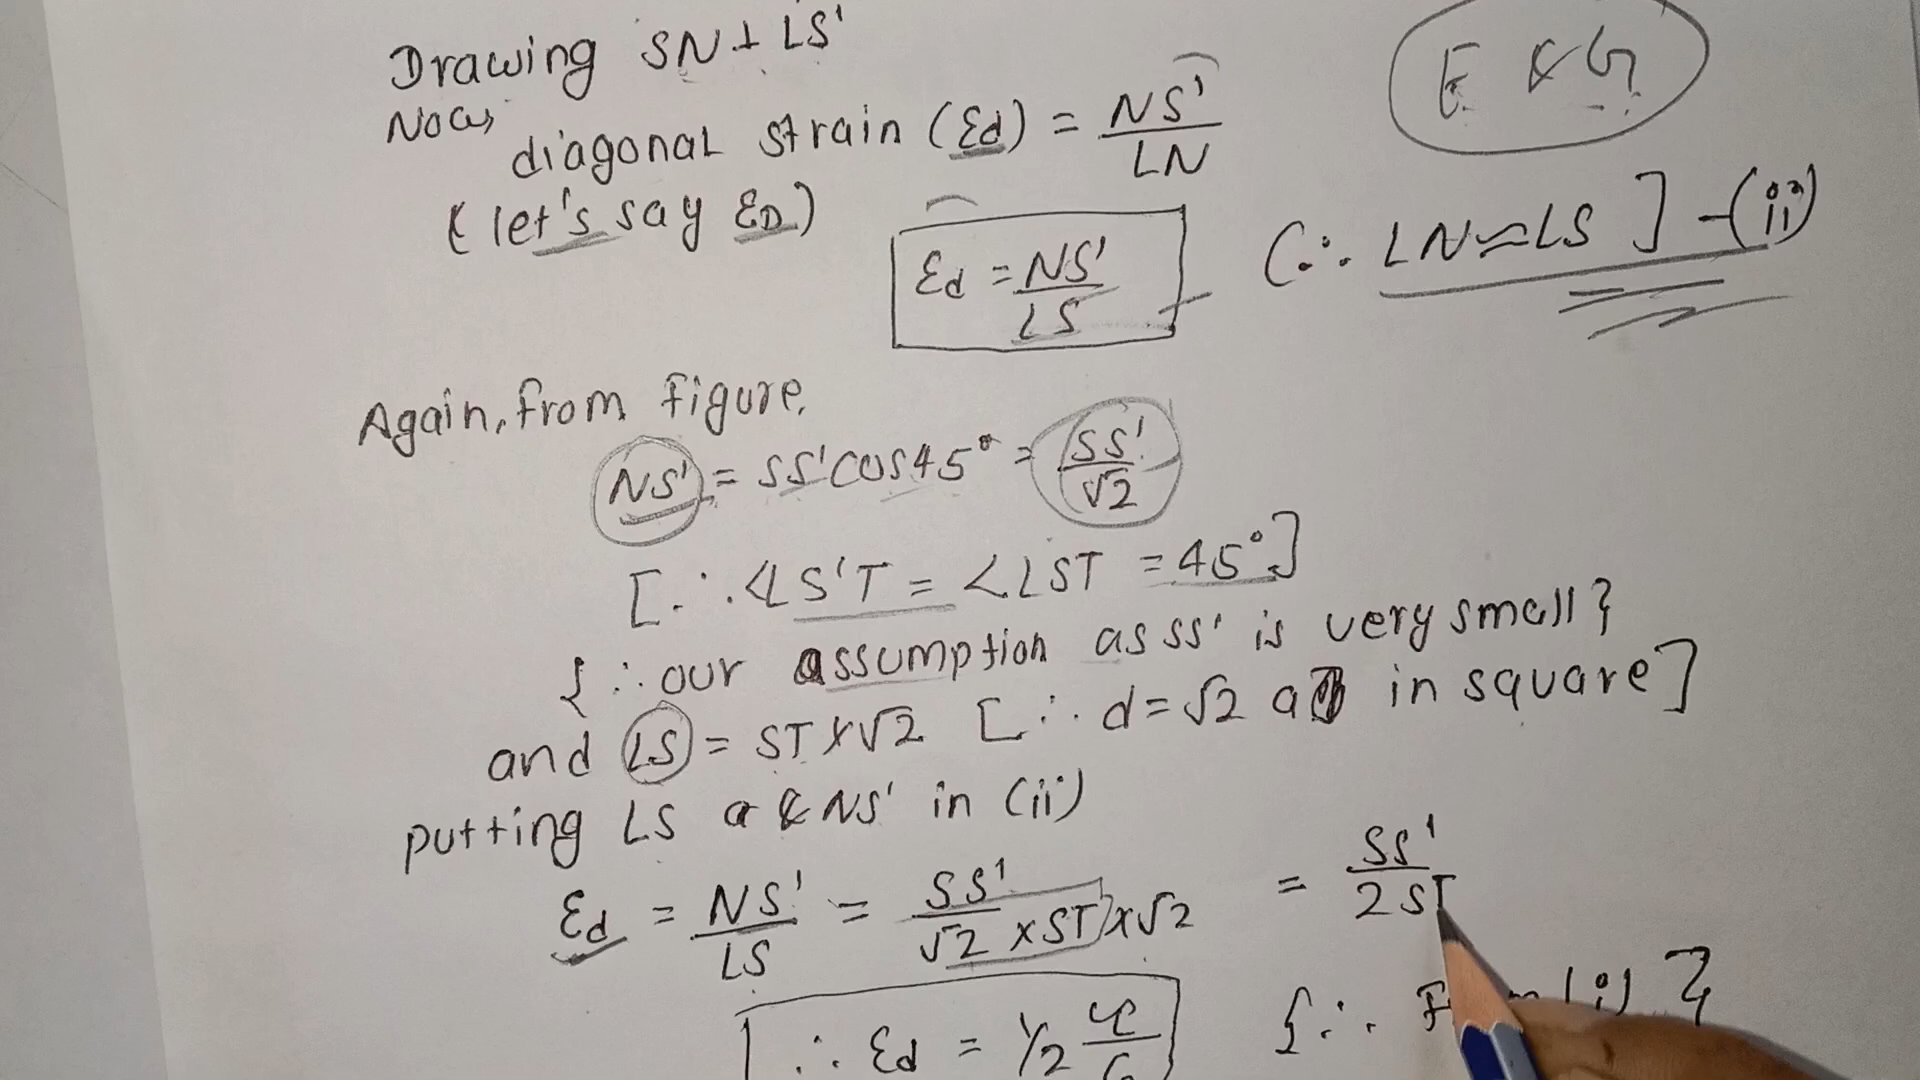 Drawing SN ⊥ LS'
E & G
Now,
diagonal strain (εd) = NS' / LN
(let's say εD)
εd = NS' / LS (∵ LN ≈ LS ] - (ii)
Again, from figure,
NS' = SS' cos45° = SS' / √2
[∵ ∠LS'T = ∠LST = 45°]
{∵ our assumption as ss' is very small}
and LS = ST x √2 [∵ d = √2 a in square]
putting LS & NS' in (ii)
εd = NS' / LS = SS' / √2 x ST x √2 = SS' / 2ST
∴ εd = 1/2 {∵ (i) }